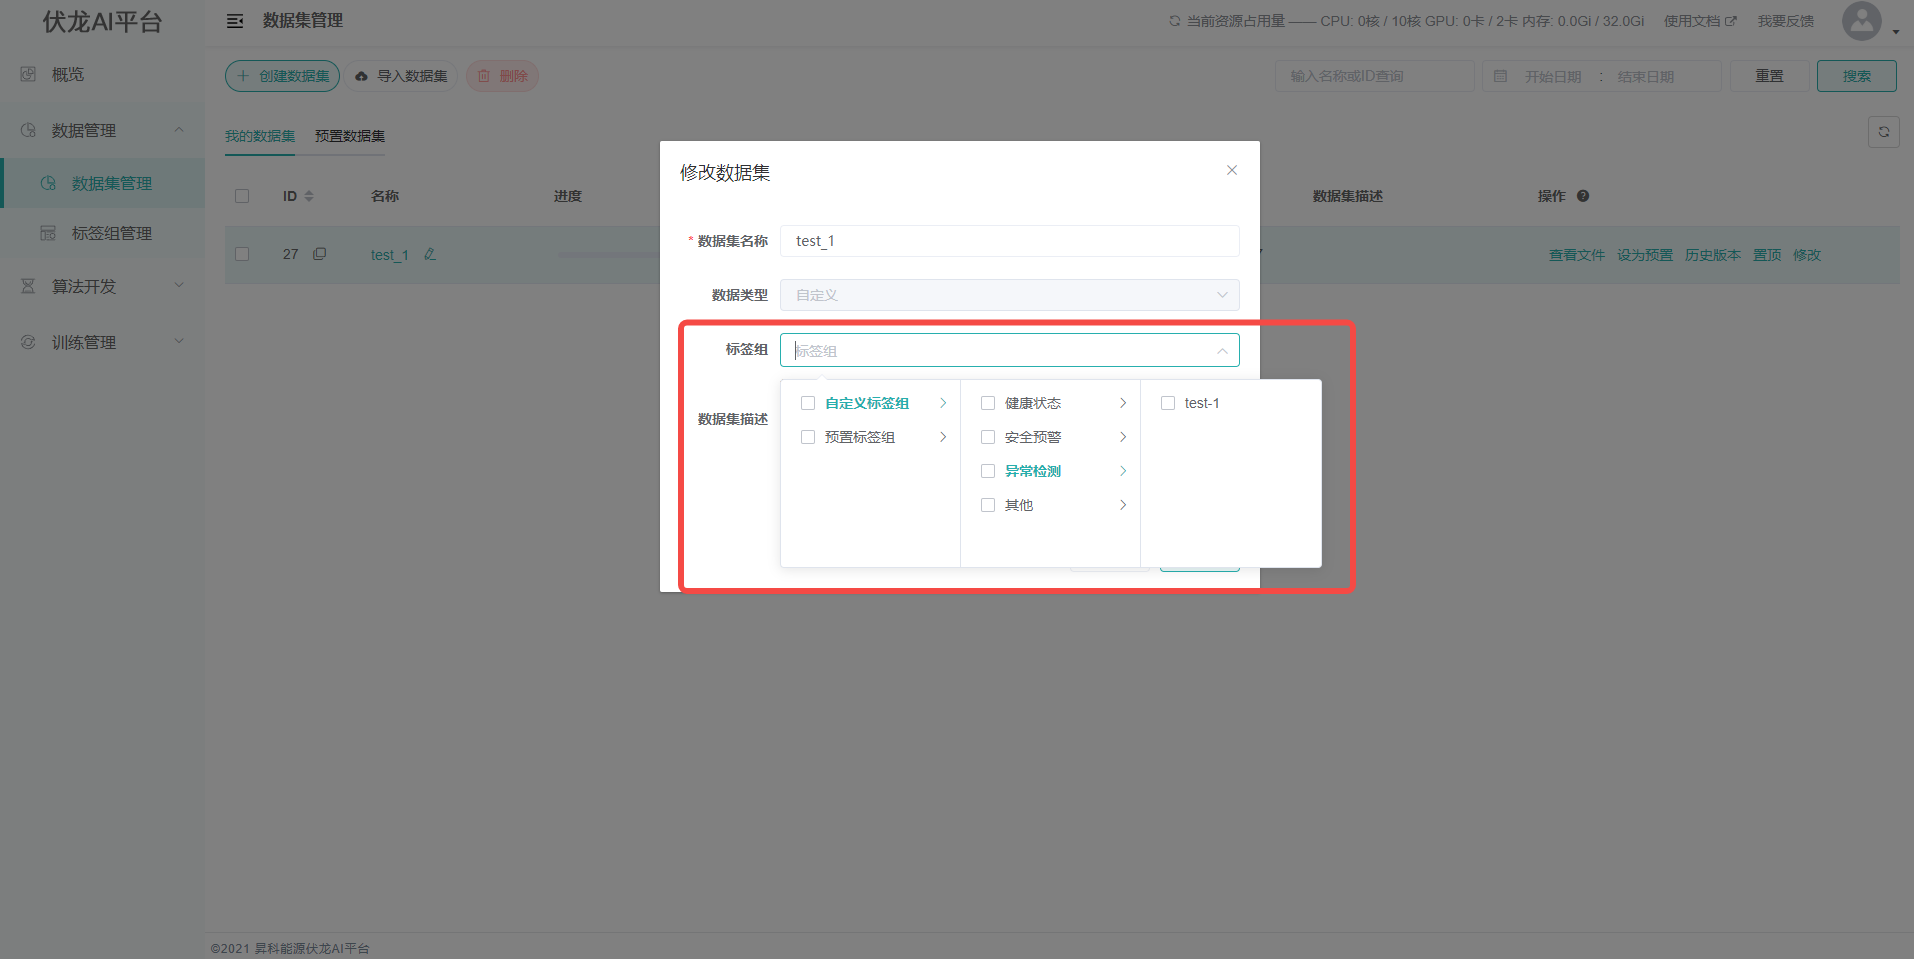 伏龙AI平台
数据集管理
当前资源占用量 —— CPU: 0核 / 10核 GPU: 0卡 / 2卡 内存: 0.0Gi / 32.0Gi
使用文档
我要反馈
概览
数据管理
数据集管理
标签组管理
算法开发
训练管理
创建数据集
导入数据集
删除
输入名称或ID查询
开始日期 : 结束日期
重置
搜索
我的数据集
预置数据集
ID
名称
进度
数据集描述
操作
27
test_1
查看文件 设为预置 历史版本 置顶 修改
修改数据集
* 数据集名称
test_1
数据类型
自定义
标签组
标签组
数据集描述
自定义标签组
预置标签组
健康状态
安全预警
异常检测
其他
test-1
©2021 昇科能源伏龙AI平台